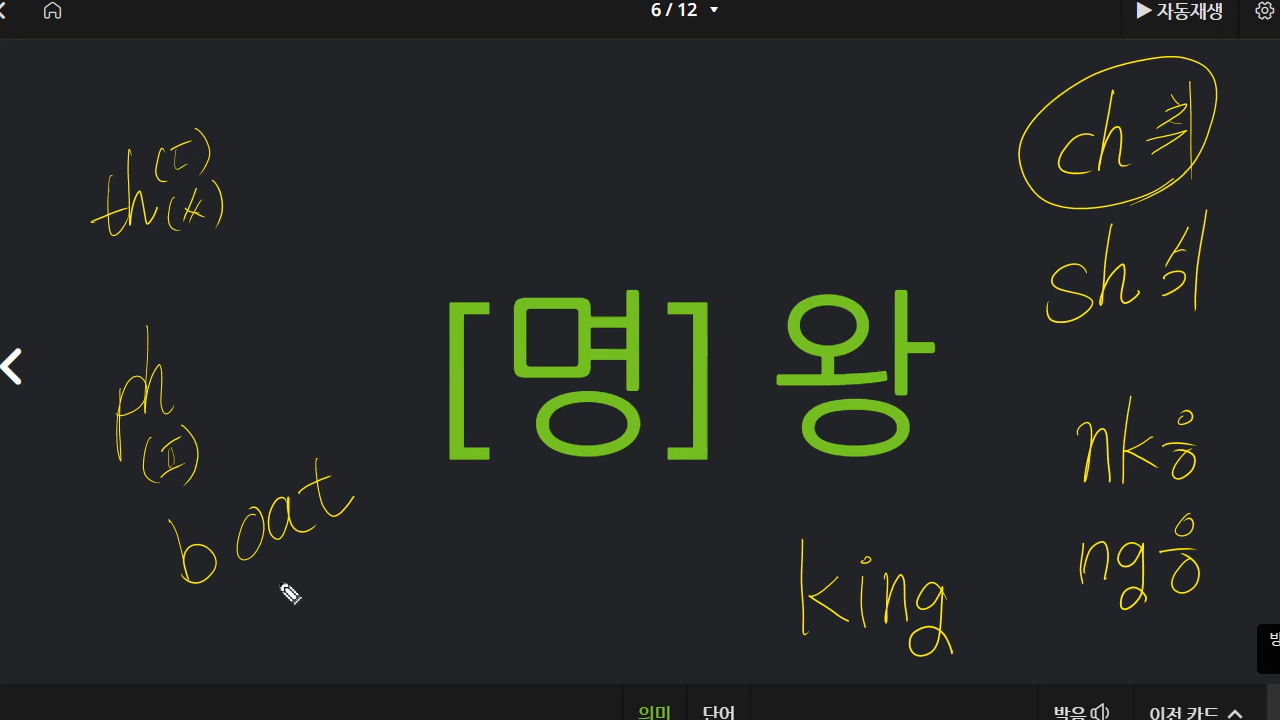 6 / 12
자동재생
th (ㄷ)
(ㅆ)
ch 취
sh 쉬
[명] 왕
ph
(ㅍ)
boat
nk 응
ng 응
king
의미
단어
발음
이전 카드